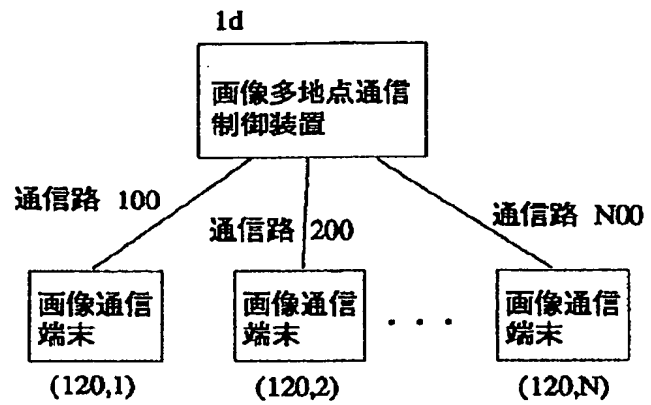 1d
画像多地点通信
制御装置
通信路 100
通信路 200
通信路 N00
画像通信
端末
画像通信
端末
. . .
画像通信
端末
(120,1)
(120,2)
(120,N)